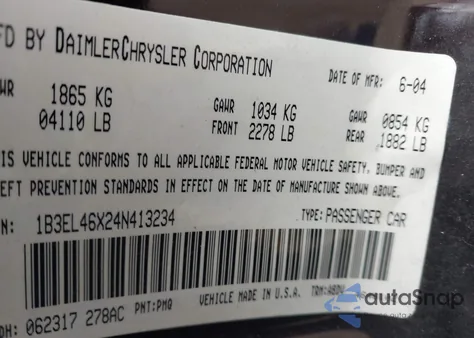 FD BY DAIMLERCHRYSLER CORPORATION DATE OF MFR: 6-04
WR 1865 KG GAWR 1034 KG GAWR 0854 KG
04110 LB FRONT 2278 LB REAR 1882 LB
IS VEHICLE CONFORMS TO ALL APPLICABLE FEDERAL MOTOR VEHICLE SAFETY, BUMPER AND
EFT PREVENTION STANDARDS IN EFFECT ON THE DATE OF MANUFACTURE SHOWN ABOVE.
N: 1B3EL46X24N413234 TYPE: PASSENGER CAR
VEHICLE MADE IN U.S.A. TRM:
DH: 062317 278AC PNT: PMQ
autoSnap